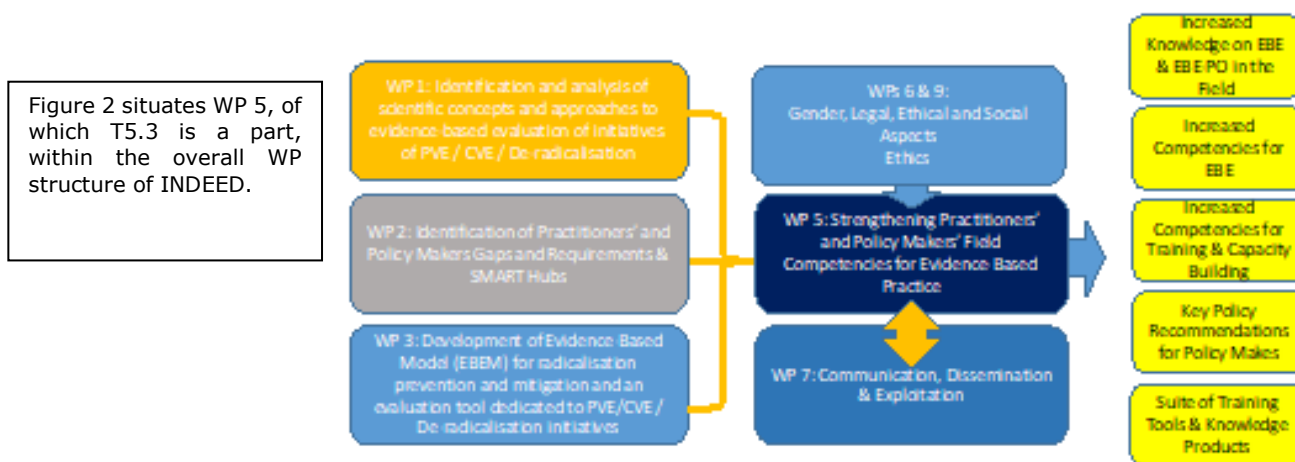 Figure 2 situates WP 5, of
which T5.3 is a part,
within the overall WP
structure of INDEED.
WP 1: Identification and analysis of
scientific concepts and approaches to
evidence-based evaluation of initiatives
of PVE / CVE / De-radicalisation
WP 2: Identification of Practitioners' and
Policy Makers Gaps and Requirements &
SMART Hubs
WP 3: Development of Evidence-Based
Model (EBEM) for radicalisation
prevention and mitigation and an
evaluation tool dedicated to PVE/CVE /
De-radicalisation initiatives
WPs 6 & 9:
Gender, Legal, Ethical and Social
Aspects
Ethics
WP 5: Strengthening Practitioners'
and Policy Makers' Field
Competencies for Evidence-Based
Practice
WP 7: Communication, Dissemination
& Exploitation
Increased
Knowledge on EBE
& EBE PO in the
Field
Increased
Competencies for
EBE
Increased
Competencies for
Training & Capacity
Building
Key Policy
Recommendations
for Policy Makes
Suite of Training
Tools & Knowledge
Products